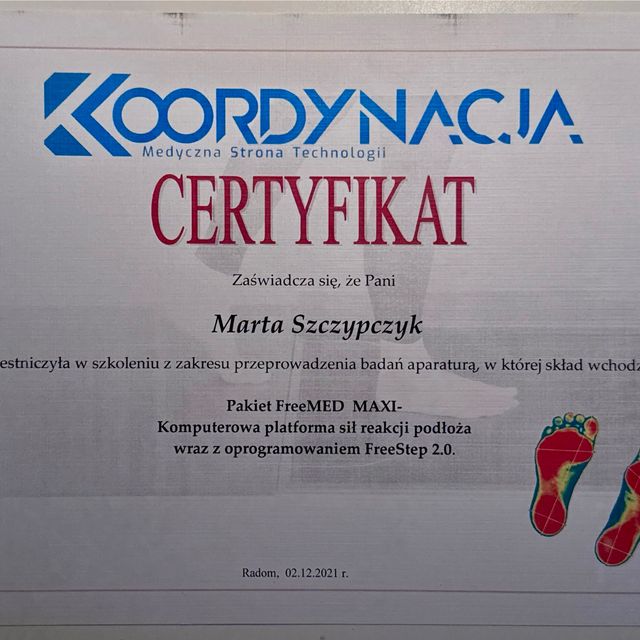 KOORDYNACJA
Medyczna Strona Technologii
CERTYFIKAT
Zaświadcza się, że Pani
Marta Szczypczyk
estniczyła w szkoleniu z zakresu przeprowadzenia badań aparaturą, w której skład wchodz
Pakiet FreeMED MAXI-
Komputerowa platforma sił reakcji podłoża
wraz z oprogramowaniem FreeStep 2.0.
Radom, 02.12.2021 r.